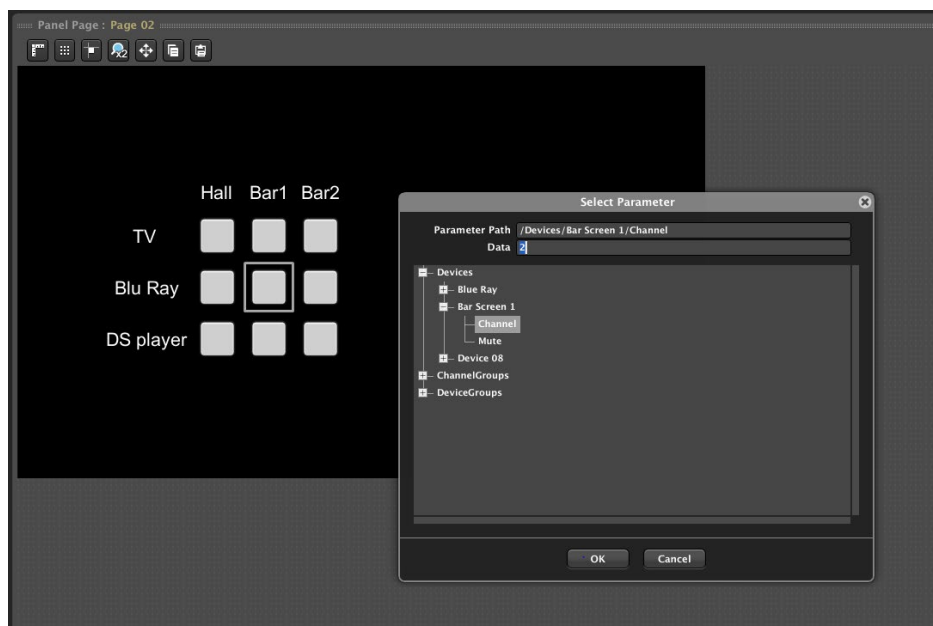 Panel Page : Page 02
x2
Hall Bar1 Bar2
TV
Blu Ray
DS player
Select Parameter
Parameter Path /Devices/Bar Screen 1/Channel
Data 2
Devices
Blue Ray
Bar Screen 1
Channel
Mute
Device 08
ChannelGroups
DeviceGroups
OK Cancel